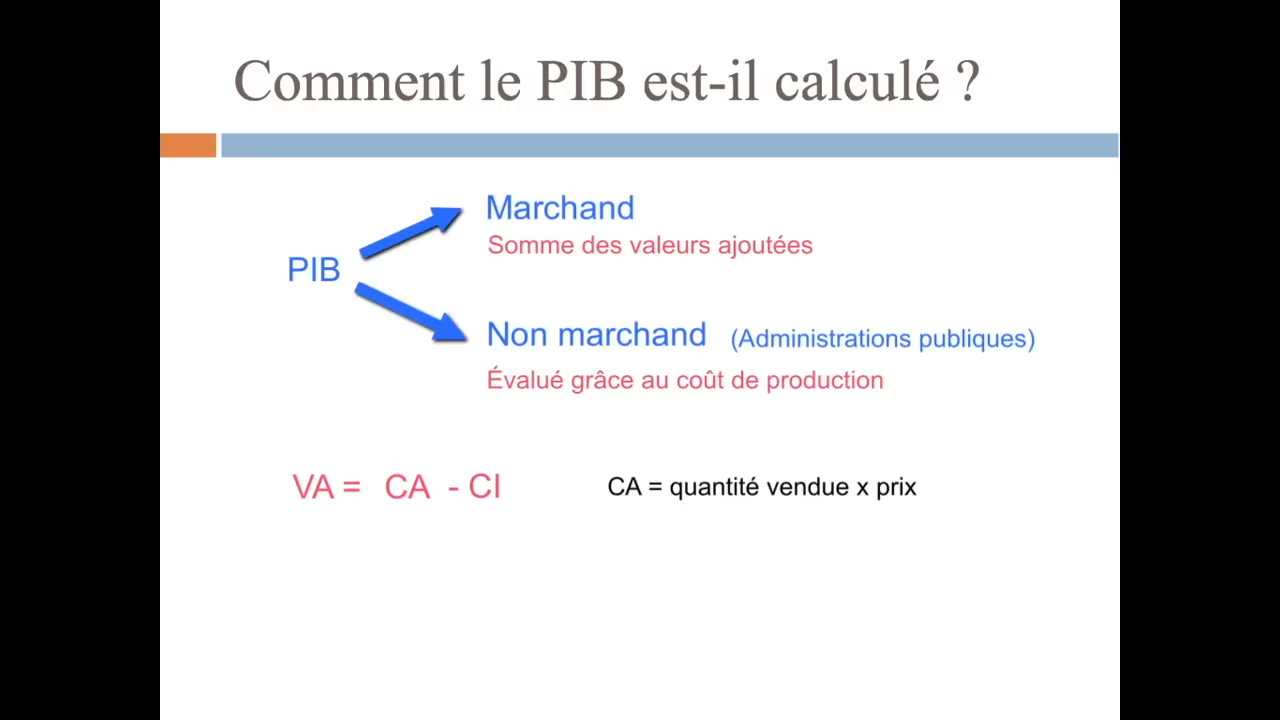 Comment le PIB est-il calculé ?
Marchand
Somme des valeurs ajoutées
PIB
Non marchand (Administrations publiques)
Évalué grâce au coût de production
VA = CA - CI CA = quantité vendue x prix